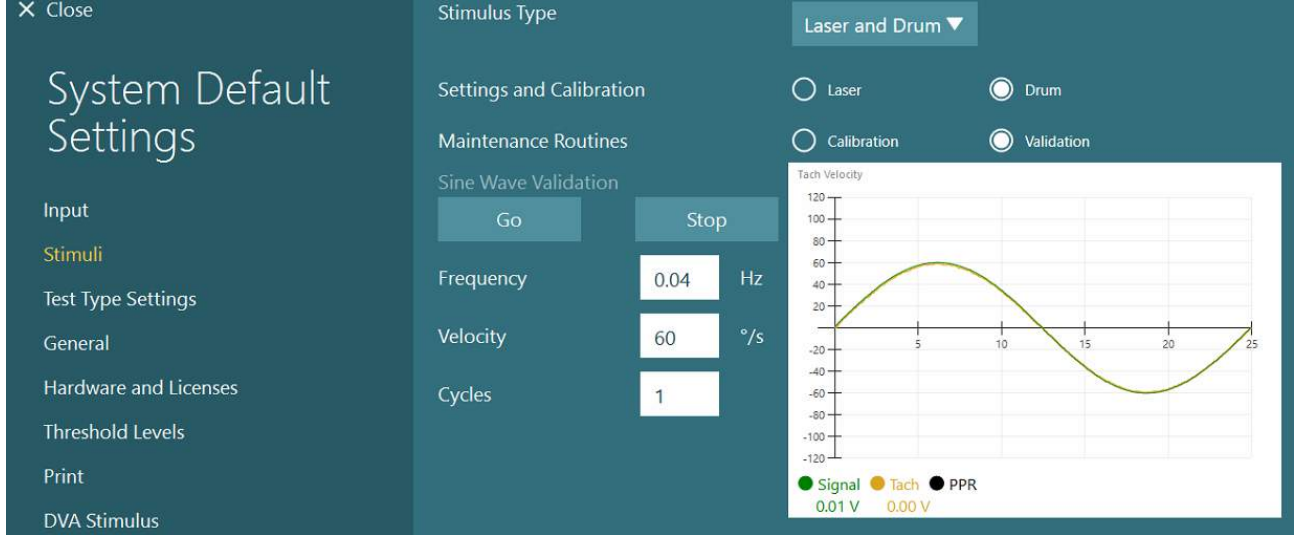 Close
System Default
Settings
Input
Stimuli
Test Type Settings
General
Hardware and Licenses
Threshold Levels
Print
DVA Stimulus
Stimulus Type
Laser and Drum
Settings and Calibration
Laser
Drum
Maintenance Routines
Calibration
Validation
Sine Wave Validation
Go
Stop
Frequency
0.04
Hz
Velocity
60
°/s
Cycles
1
Tach Velocity
120
100
80
60
40
20
-20
-40
-60
-80
-100
-120
5
10
15
20
25
Signal
Tach
PPR
0.01 V
0.00 V